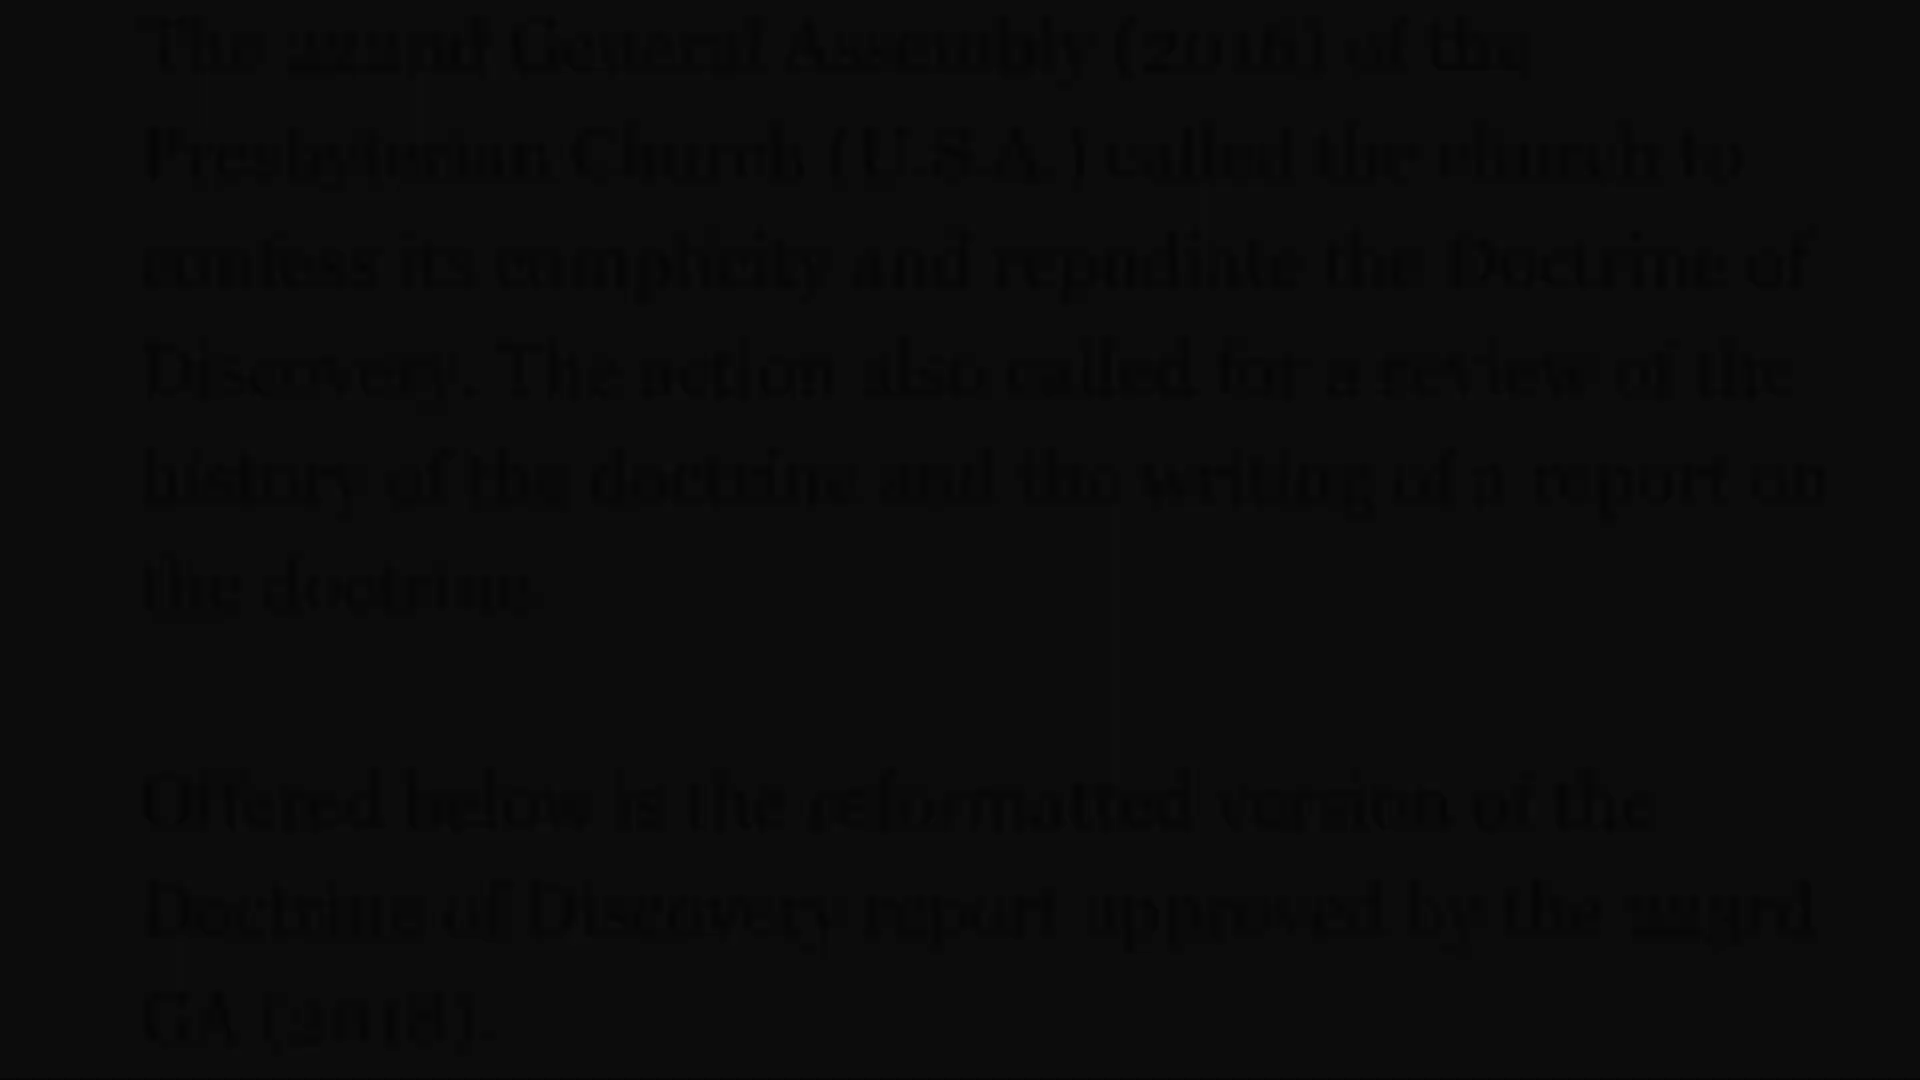 The 222nd General Assembly (2016) of the
Presbyterian Church (U.S.A.) called the church to
confess its complicity and repudiate the Doctrine of
Discovery. The action also called for a review of the
history of the doctrine and the writing of a report on
the doctrine.
Offered below is the reformatted version of the
Doctrine of Discovery report approved by the 223rd
GA (2018).